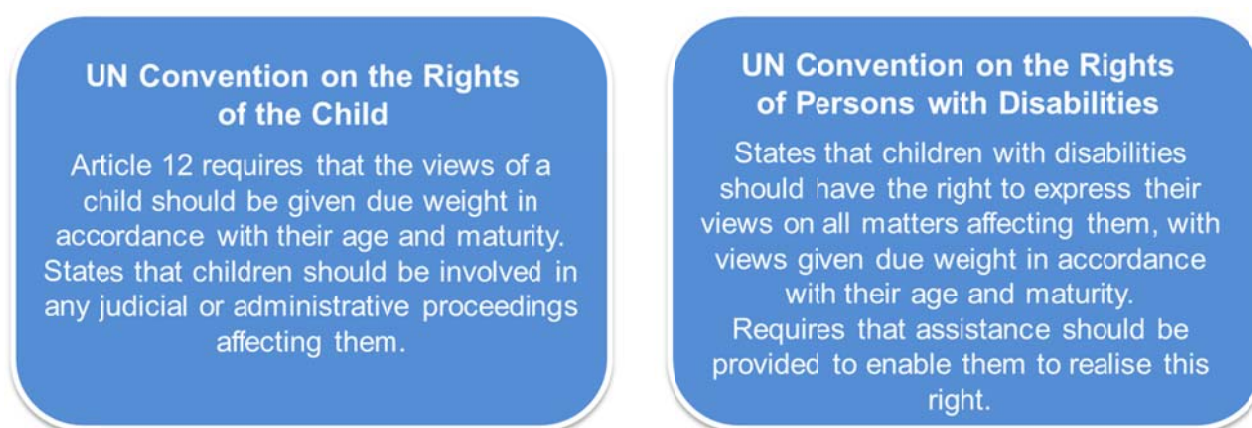 UN Convention on the Rights
of the Child
Article 12 requires that the views of a
child should be given due weight in
accordance with their age and maturity.
States that children should be involved in
any judicial or administrative proceedings
affecting them.
UN Convention on the Rights
of Persons with Disabilities
States that children with disabilities
should have the right to express their
views on all matters affecting them, with
views given due weight in accordance
with their age and maturity.
Requires that assistance should be
provided to enable them to realise this
right.